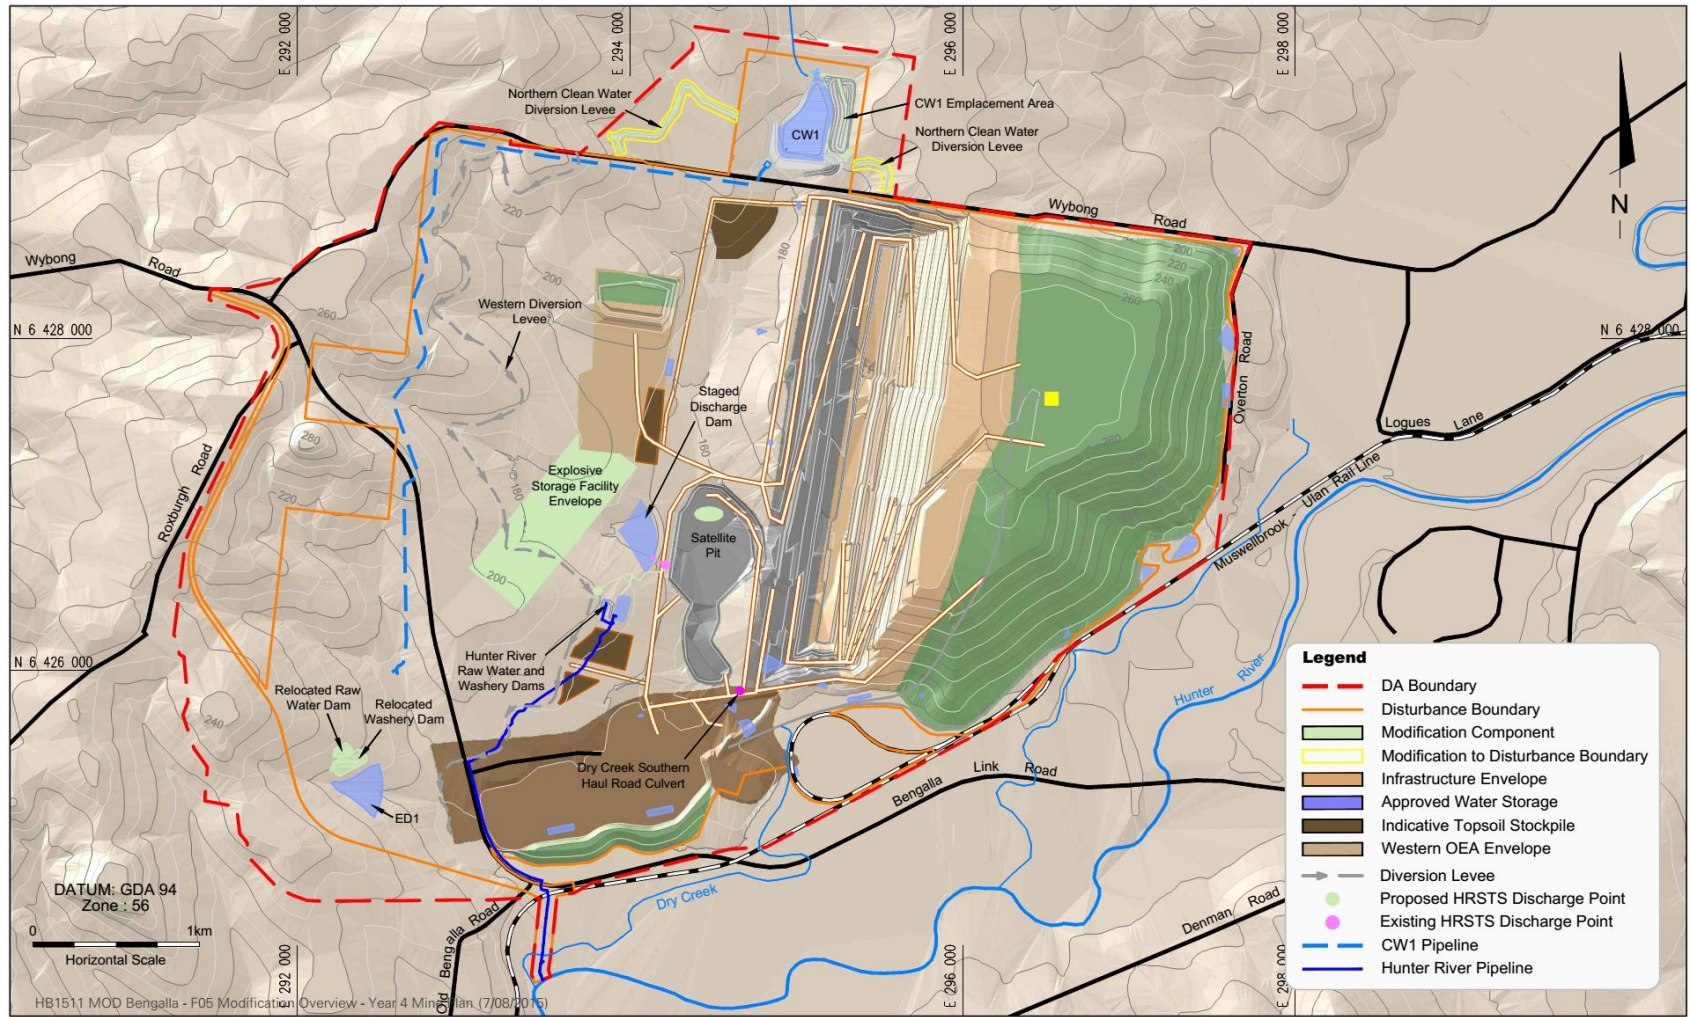 E 292 000
E 294 000
E 296 000
E 298 000
Northern Clean Water
Diversion Levee
CW1 Emplacement Area
CW1
Northern Clean Water
Diversion Levee
N
220
Wybong Road
180
200
220
240
260
Wybong Road
200
260
Western Diversion
Levee
N 6 428 000
N 6 428 000
Overton Road
Staged
Discharge
Dam
160
Logues Lane
280
260
Roxburgh Road
220
180
Explosive
Storage Facility
Envelope
Muswellbrook - Ulan Rail Line
Satellite
Pit
200
N 6 426 000
Hunter River
Raw Water and
Washery Dams
Relocated Raw
Water Dam
Relocated
Washery Dam
240
Hunter River
Dry Creek Southern
Haul Road Culvert
Bengalla Link Road
ED1
Legend
DA Boundary
Disturbance Boundary
Modification Component
Modification to Disturbance Boundary
Infrastructure Envelope
Approved Water Storage
Indicative Topsoil Stockpile
Western OEA Envelope
Diversion Levee
Proposed HRSTS Discharge Point
Existing HRSTS Discharge Point
CW1 Pipeline
Hunter River Pipeline
DATUM: GDA 94
Zone : 56
0 1km
Horizontal Scale
Dry Creek
Old Bengalla Road
Denman Road
E 292 000
E 296 000
E 298 000
HB1511 MOD Bengalla - F05 Modification Overview - Year 4 Mine Plan (7/08/2015)